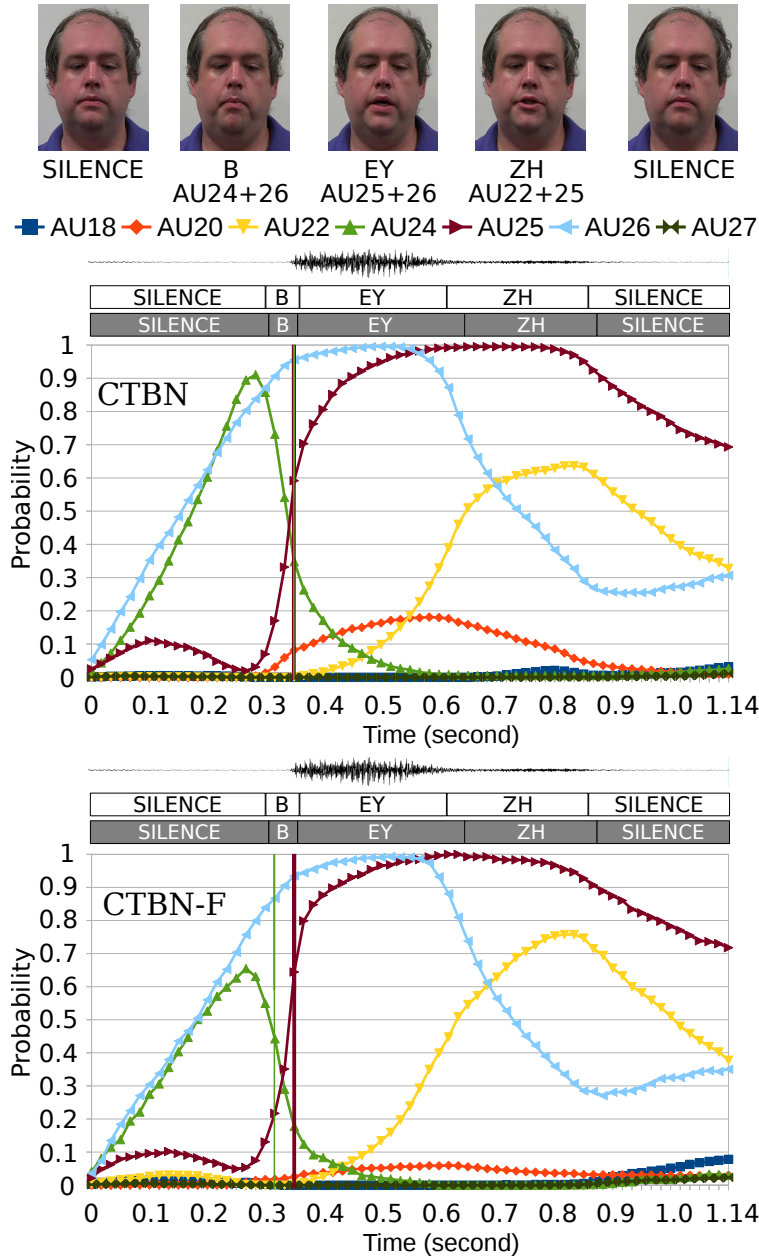 SILENCE B EY ZH SILENCE
AU24+26 AU25+26 AU22+25
AU18 AU20 AU22 AU24 AU25 AU26 AU27
SILENCE B EY ZH SILENCE
SILENCE B EY ZH SILENCE
1
0.9
CTBN
0.8
0.7
0.6
0.5
0.4
0.3
0.2
0.1
0
Probability
0 0.1 0.2 0.3 0.4 0.5 0.6 0.7 0.8 0.9 1.0 1.14
Time (second)
SILENCE B EY ZH SILENCE
SILENCE B EY ZH SILENCE
1
0.9
CTBN-F
0.8
0.7
0.6
0.5
0.4
0.3
0.2
0.1
0
Probability
0 0.1 0.2 0.3 0.4 0.5 0.6 0.7 0.8 0.9 1.0 1.14
Time (second)